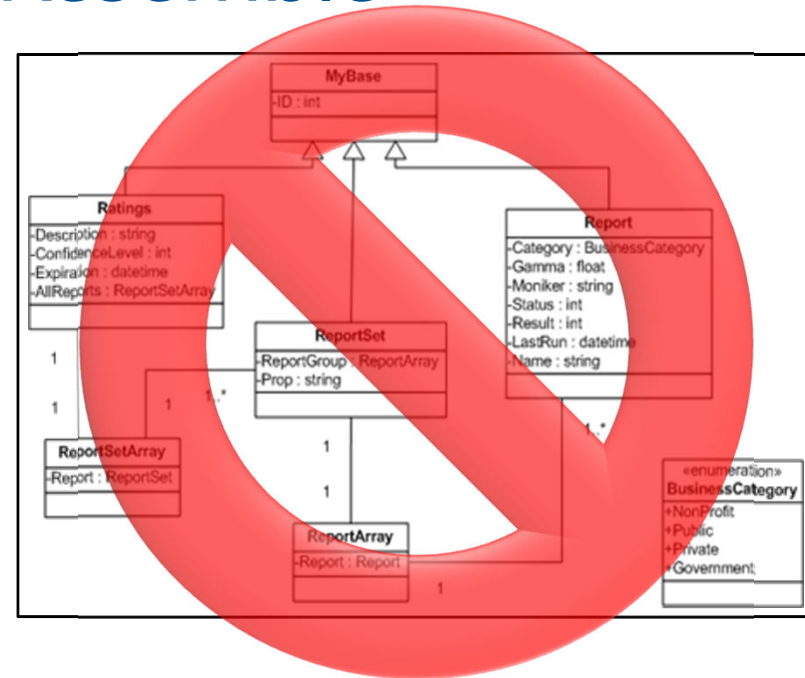 MyBase
-ID : int
Ratings
-Description : string
-ConfidenceLevel : int
-Expiration : datetime
-AllReports : ReportSetArray
Report
-Category : BusinessCategory
-Gamma : float
-Moniker : string
-Status : int
-Result : int
-LastRun : datetime
-Name : string
ReportSet
-ReportGroup : ReportArray
-Prop : string
1
1
1
1..*
ReportSetArray
-Report : ReportSet
1
1
1..*
ReportArray
-Report : Report
1
«enumeration»
BusinessCategory
+NonProfit
+Public
+Private
+Government